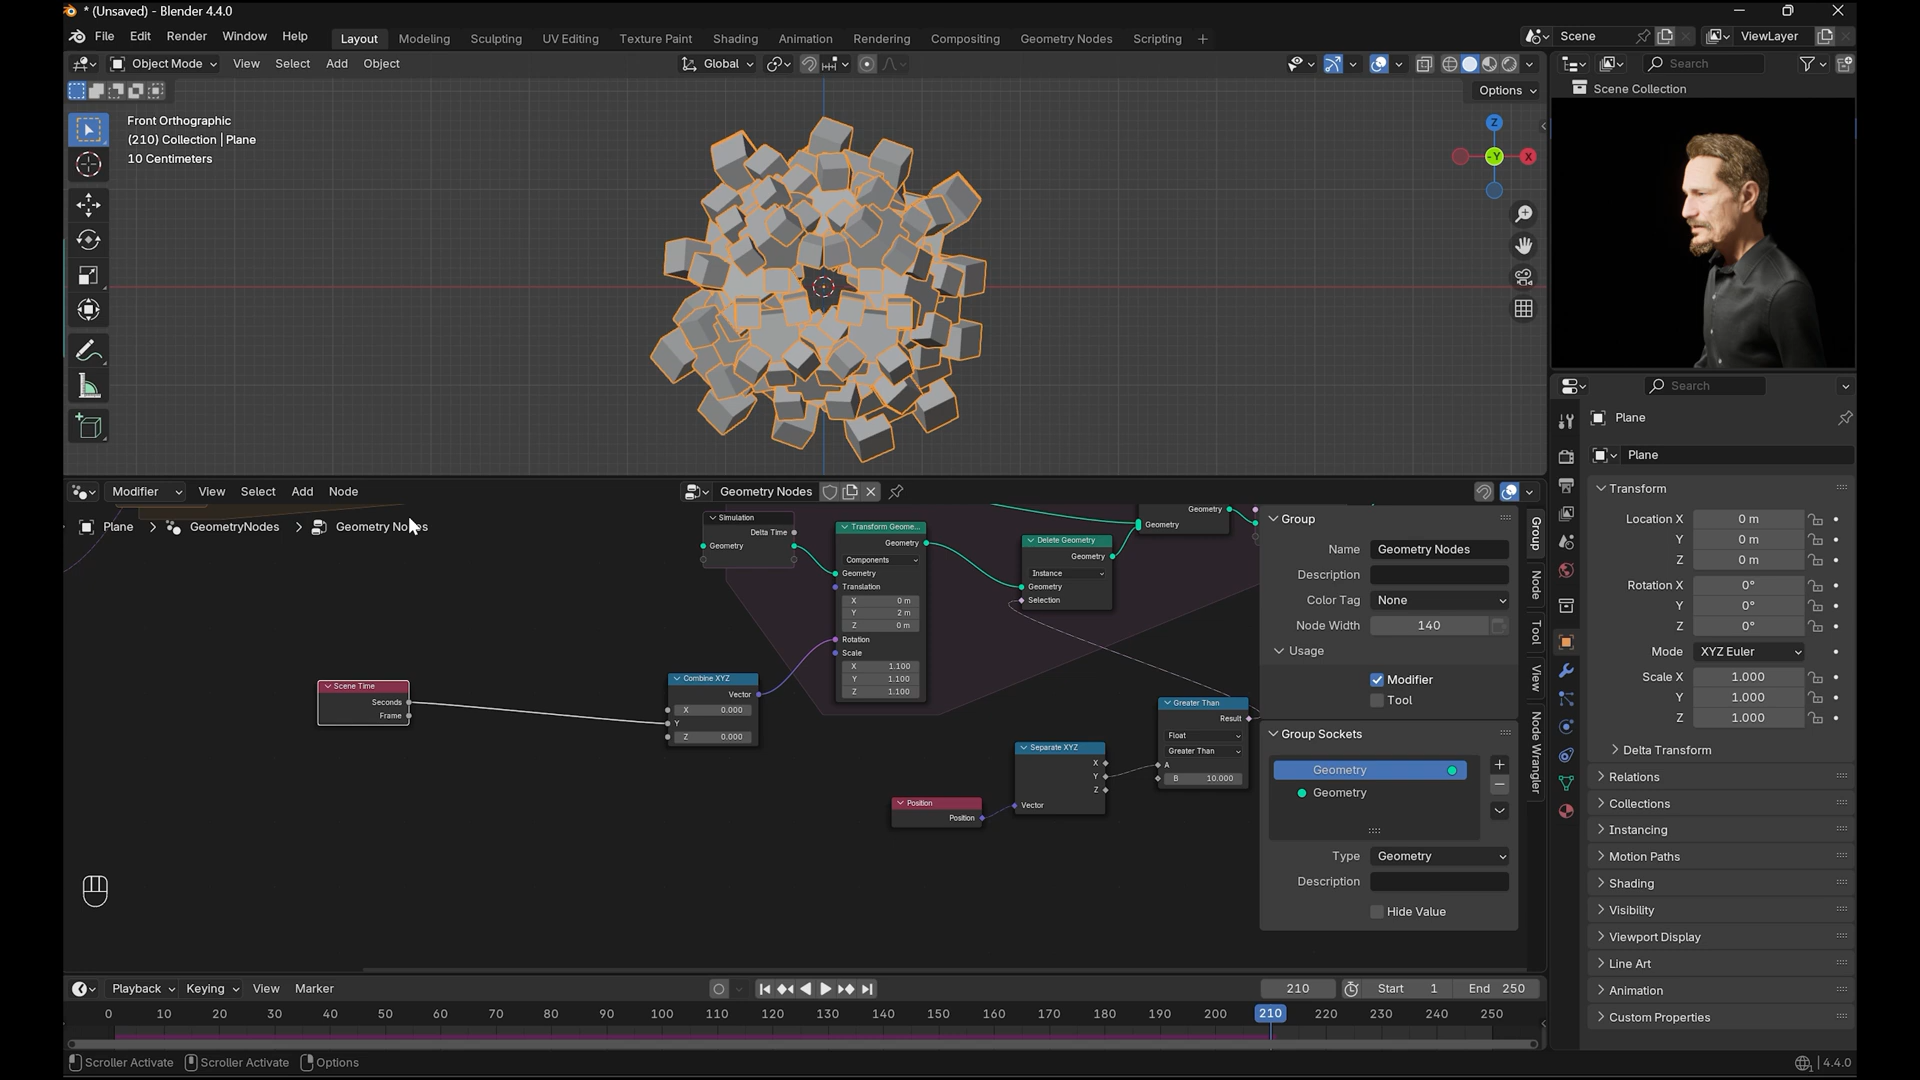 * (Unsaved) - Blender 4.4.0
File Edit Render Window Help
Layout Modeling Sculpting UV Editing Texture Paint Shading Animation Rendering Compositing Geometry Nodes Scripting +
Scene ViewLayer
Object Mode View Select Add Object Global
Search
Options
Scene Collection
Front Orthographic
(210) Collection | Plane
10 Centimeters
Z
-Y
X
Search
Plane
Plane
Transform
Location X 0 m
Y 0 m
Z 0 m
Rotation X 0°
Y 0°
Z 0°
Mode XYZ Euler
Scale X 1.000
Y 1.000
Z 1.000
Delta Transform
Relations
Collections
Instancing
Motion Paths
Shading
Visibility
Viewport Display
Line Art
Animation
Custom Properties
Modifier View Select Add Node Geometry Nodes
Plane > GeometryNodes > Geometry Nodes
Simulation
Delta Time
Geometry
Transform Geome...
Geometry
Components
Geometry
Translation
X 0 m
Y 2 m
Z 0 m
Rotation
Scale
X 1.100
Y 1.100
Z 1.100
Delete Geometry
Geometry
Instance
Geometry
Selection
Geometry
Geometry
Scene Time
Seconds
Frame
Combine XYZ
Vector
X 0.000
Y
Z 0.000
Position
Position
Separate XYZ
X
Y
Z
Vector
Greater Than
Result
Float
Greater Than
A
B 10.000
Group
Name Geometry Nodes
Description
Color Tag None
Node Width 140
Usage
Modifier
Tool
Group Sockets
Geometry
Geometry
Type Geometry
Description
Hide Value
Group
Node
Tool
View
Node Wrangler
Playback Keying View Marker
210 Start 1 End 250
0 10 20 30 40 50 60 70 80 90 100 110 120 130 140 150 160 170 180 190 200 210 220 230 240 250
Scroller Activate Scroller Activate Options
4.4.0